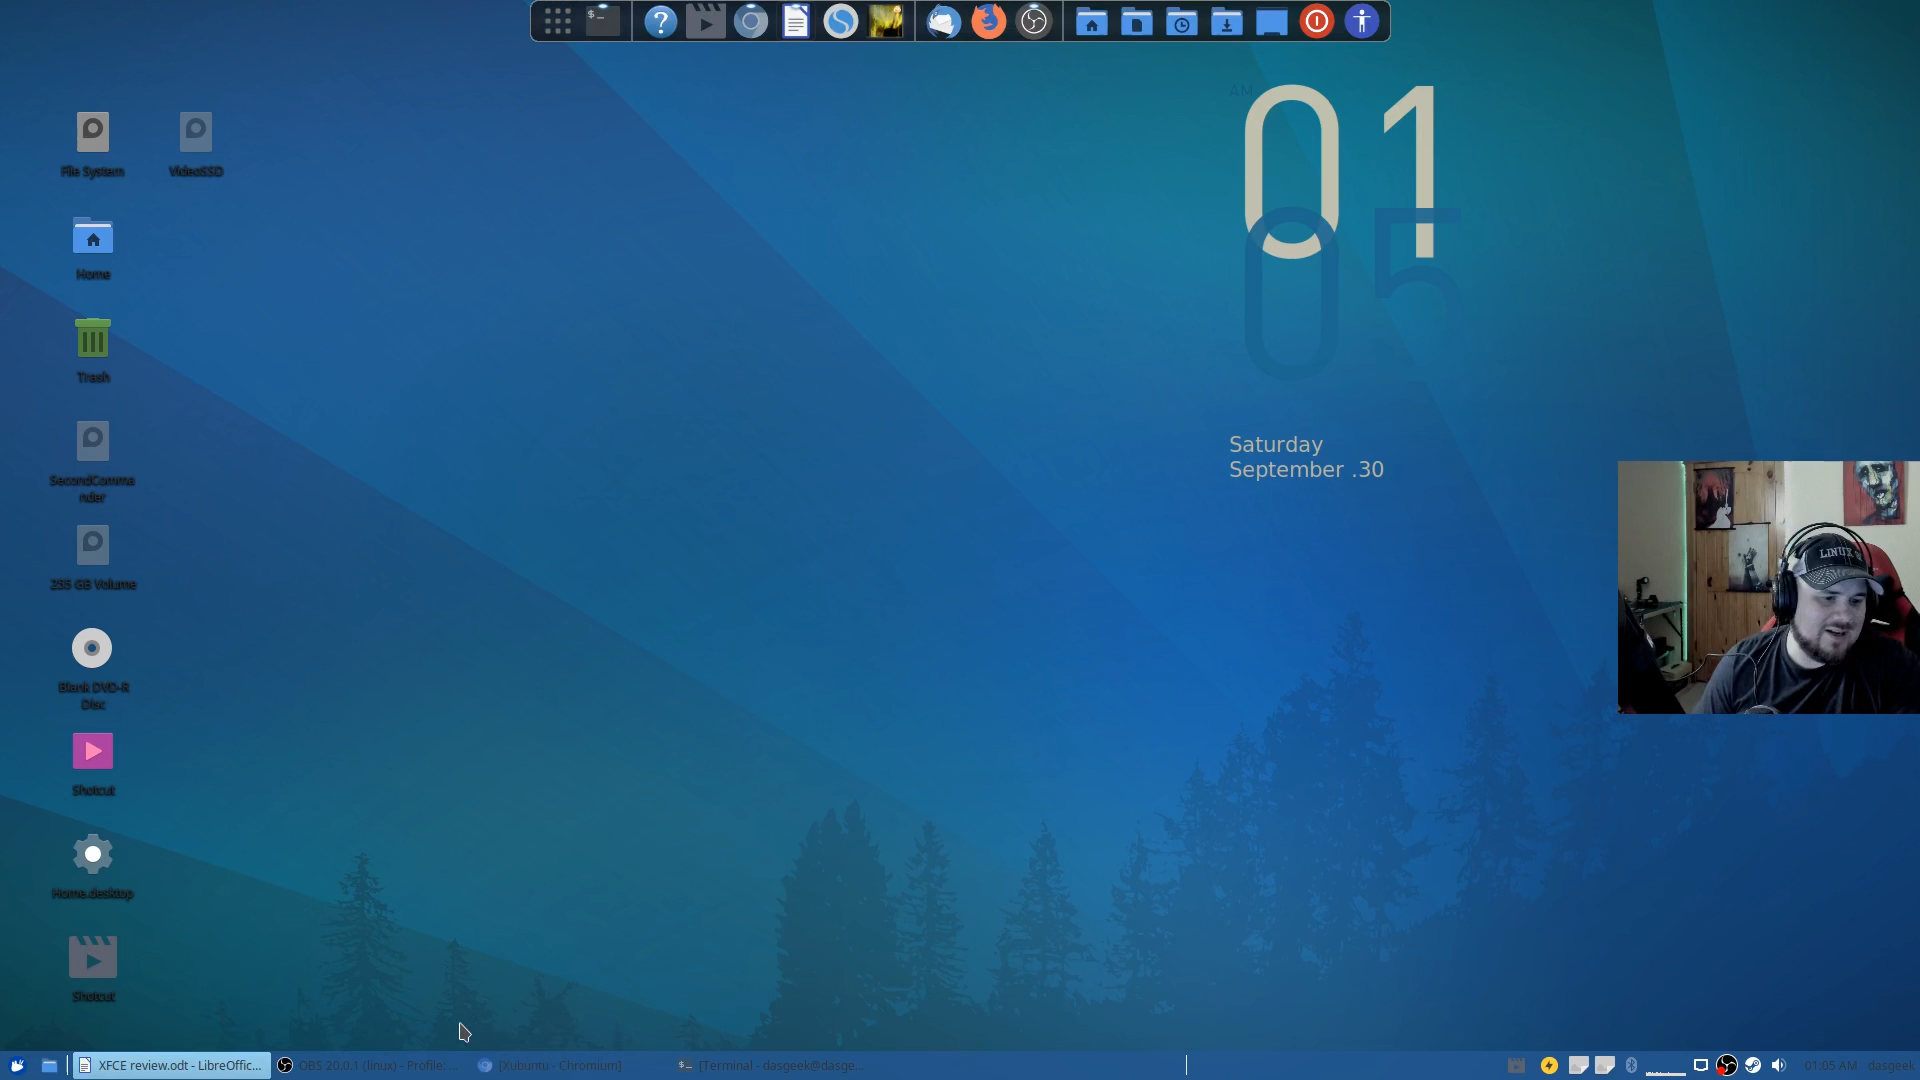 $_
?
AM
01
05
Saturday
September .30
File System
VideoSSD
Home
Trash
SecondComma
nder
255 GB Volume
Blank DVD-R
Disc
Shotcut
Home.desktop
Shotcut
LINUX
XFCE review.odt - LibreOffic...
OBS 20.0.1 (linux) - Profile: ...
[Xubuntu - Chromium]
$_
[Terminal - dasgeek@dasge...
01:05 AM
dasgeek